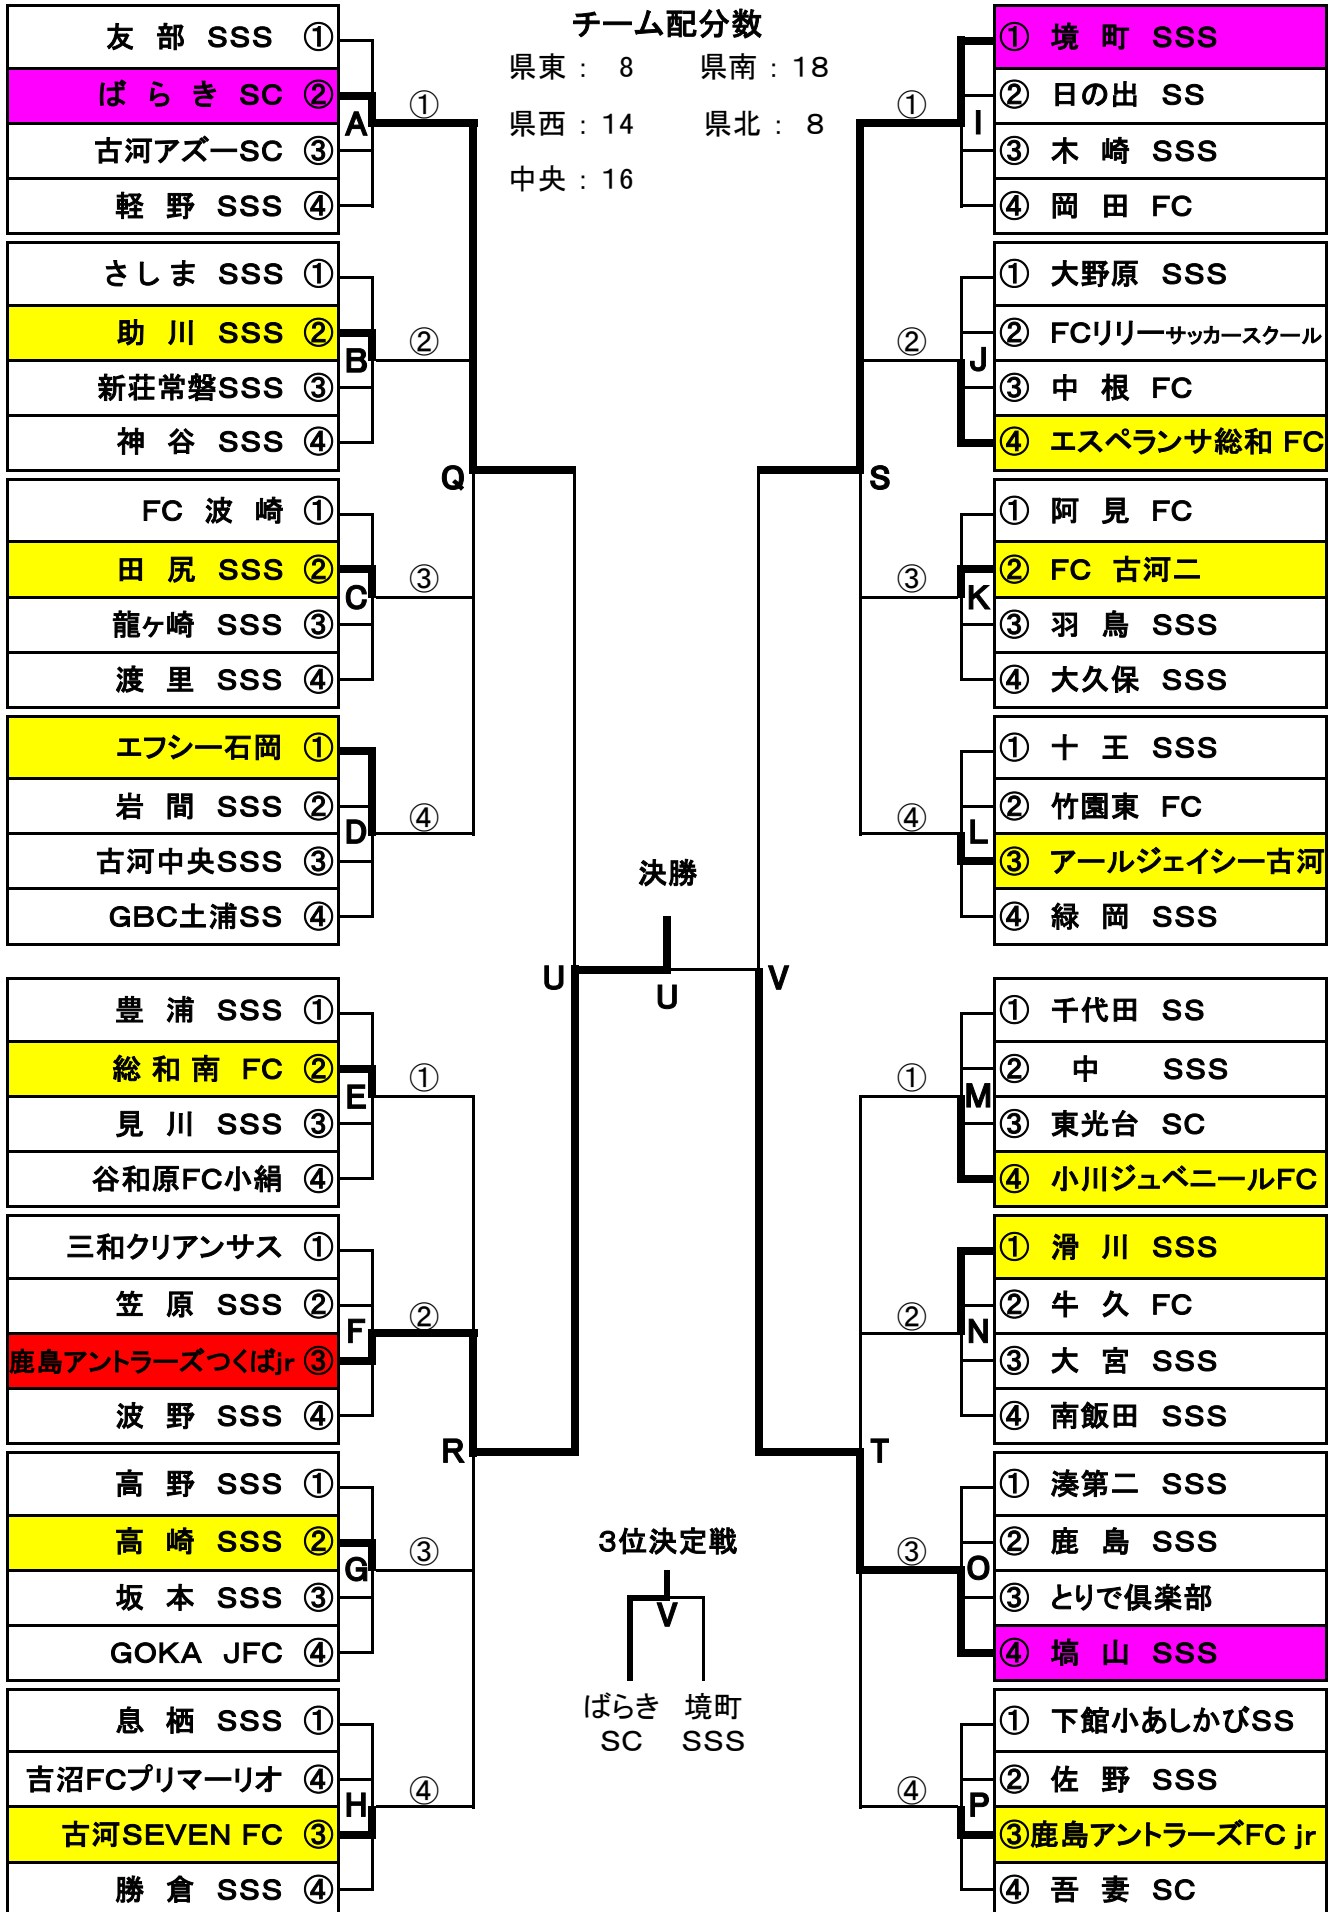 チーム配分数
県東： 8 県南：18
県西：14 県北： 8
中央：16
友 部 SSS ①
ばらき SC ②
古河アズーSC ③
軽 野 SSS ④
A
①
さしま SSS ①
助 川 SSS ②
新荘常磐SSS ③
神 谷 SSS ④
B
②
FC 波 崎 ①
田 尻 SSS ②
龍ヶ崎 SSS ③
渡 里 SSS ④
C
③
エフシー石岡 ①
岩 間 SSS ②
古河中央SSS ③
GBC土浦SS ④
D
④
Q
豊 浦 SSS ①
総和南 FC ②
見 川 SSS ③
谷和原FC小絹 ④
E
①
三和クリアンサス ①
笠 原 SSS ②
鹿島アントラーズつくばjr ③
波 野 SSS ④
F
②
高 野 SSS ①
高 崎 SSS ②
坂 本 SSS ③
GOKA JFC ④
G
③
息 栖 SSS ①
吉沼FCプリマーリオ ④
古河SEVEN FC ③
勝 倉 SSS ④
H
④
R
U
決勝
U
V
3位決定戦
V
ばらき 境町
SC SSS
① 境 町 SSS
② 日の出 SS
③ 木 崎 SSS
④ 岡 田 FC
I
①
① 大野原 SSS
② FCリリーサッカースクール
③ 中 根 FC
④ エスペランサ総和 FC
J
②
① 阿 見 FC
② FC 古河二
③ 羽 鳥 SSS
④ 大久保 SSS
K
③
① 十 王 SSS
② 竹園東 FC
③ アールジェイシー古河
④ 緑 岡 SSS
L
④
S
① 千代田 SS
② 中 SSS
③ 東光台 SC
④ 小川ジュベニールFC
M
①
① 滑 川 SSS
② 牛 久 FC
③ 大 宮 SSS
④ 南飯田 SSS
N
②
① 湊第二 SSS
② 鹿 島 SSS
③ とりで倶楽部
④ 塙 山 SSS
O
③
① 下館小あしかびSS
② 佐 野 SSS
③鹿島アントラーズFC jr
④ 吾 妻 SC
P
④
T